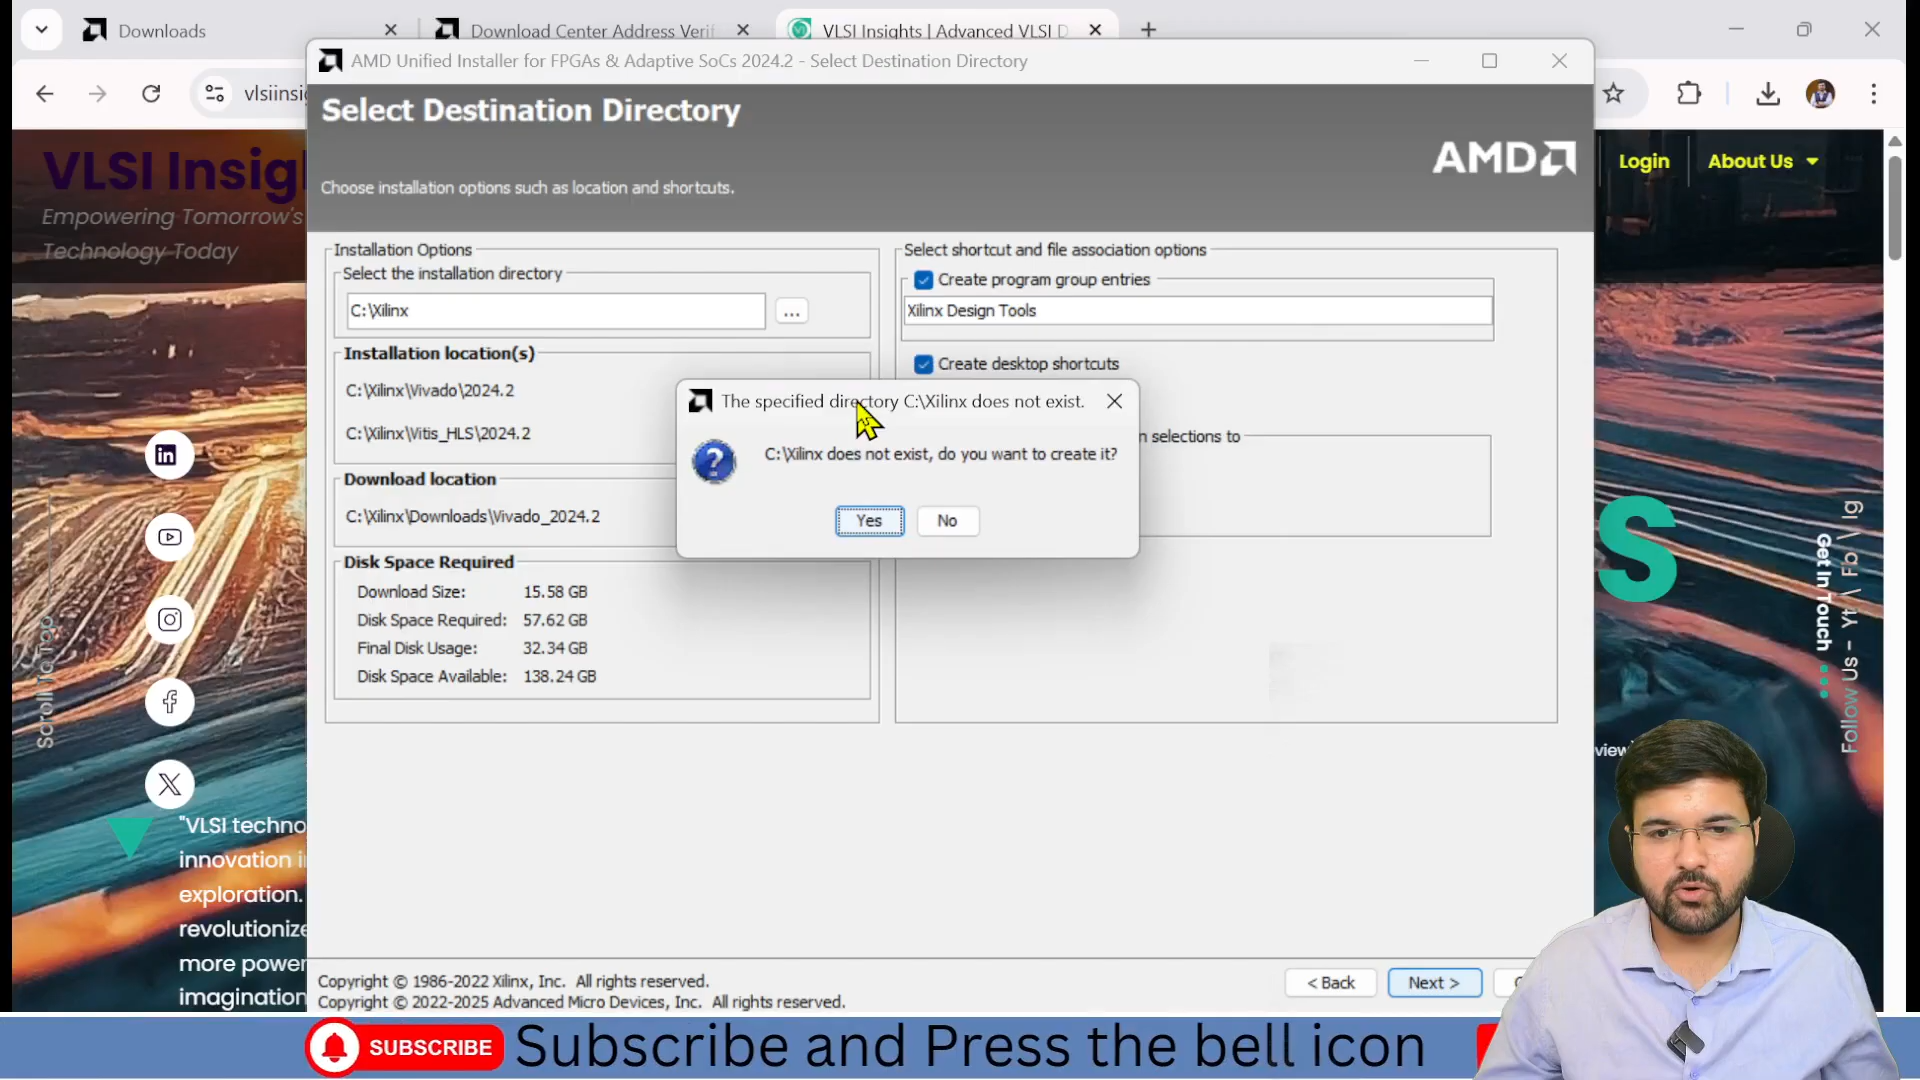 Downloads
Download Center Address Verif
VLSI Insights | Advanced VLSI D
AMD Unified Installer for FPGAs & Adaptive SoCs 2024.2 - Select Destination Directory
vlsiinsig
Select Destination Directory
AMD
Choose installation options such as location and shortcuts.
VLSI Insig
Empowering Tomorrow's
Technology Today
Login
About Us
Installation Options
Select the installation directory
C:\Xilinx
...
Installation location(s)
C:\Xilinx\Vivado\2024.2
C:\Xilinx\Vitis_HLS\2024.2
Download location
C:\Xilinx\Downloads\Vivado_2024.2
Disk Space Required
Download Size: 15.58 GB
Disk Space Required: 57.62 GB
Final Disk Usage: 32.34 GB
Disk Space Available: 138.24 GB
Select shortcut and file association options
Create program group entries
Xilinx Design Tools
Create desktop shortcuts
n selections to
The specified directory C:\Xilinx does not exist.
C:\Xilinx does not exist, do you want to create it?
Yes
No
Scroll To Top
in
f
X
"VLSI techno
innovation i
exploration.
revolutionize
more power
imagination
S
Get In Touch
Follow Us - Yt \ Fb \ Ig
view
Copyright © 1986-2022 Xilinx, Inc. All rights reserved.
Copyright © 2022-2025 Advanced Micro Devices, Inc. All rights reserved.
< Back
Next >
SUBSCRIBE
Subscribe and Press the bell icon